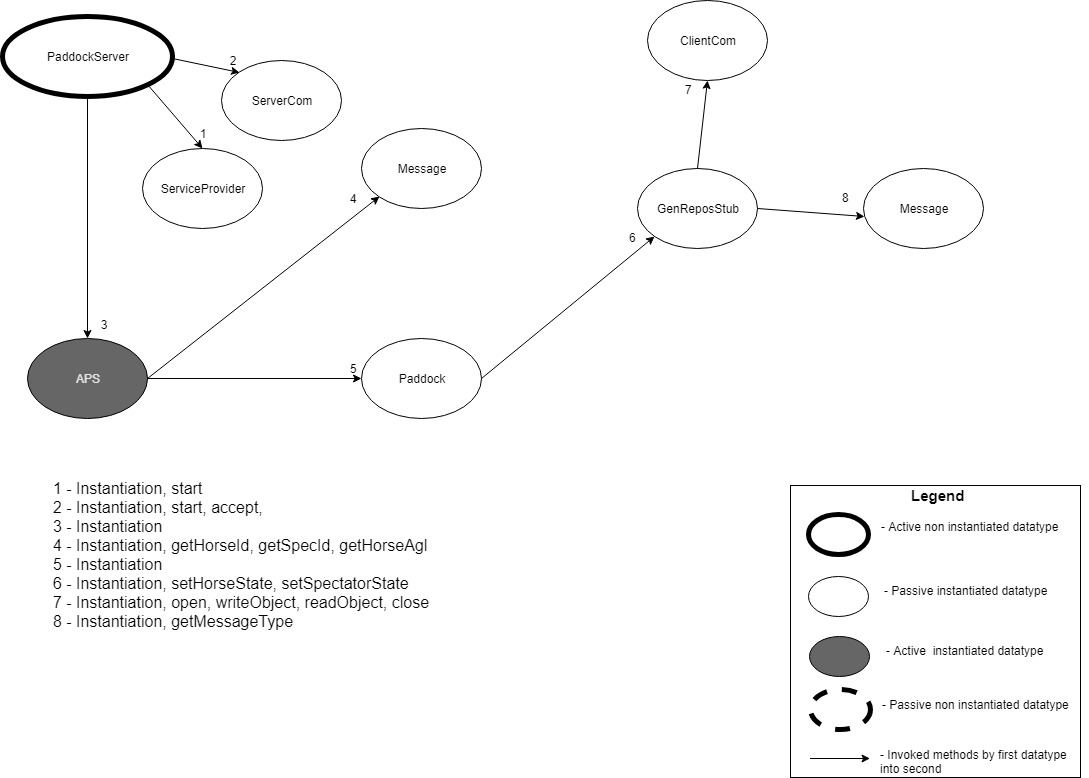 ClientCom
PaddockServer
2
7
ServerCom
1
Message
ServiceProvider
4
8
GenReposStub
Message
6
3
5
APS
Paddock
1 - Instantiation, start
2 - Instantiation, start, accept,
3 - Instantiation
4 - Instantiation, getHorseId, getSpecId, getHorseAgl
5 - Instantiation
6 - Instantiation, setHorseState, setSpectatorState
7 - Instantiation, open, writeObject, readObject, close
8 - Instantiation, getMessageType
Legend
- Active non instantiated datatype
- Passive instantiated datatype
- Active  instantiated datatype
- Passive non instantiated datatype
- Invoked methods by first datatype
into second